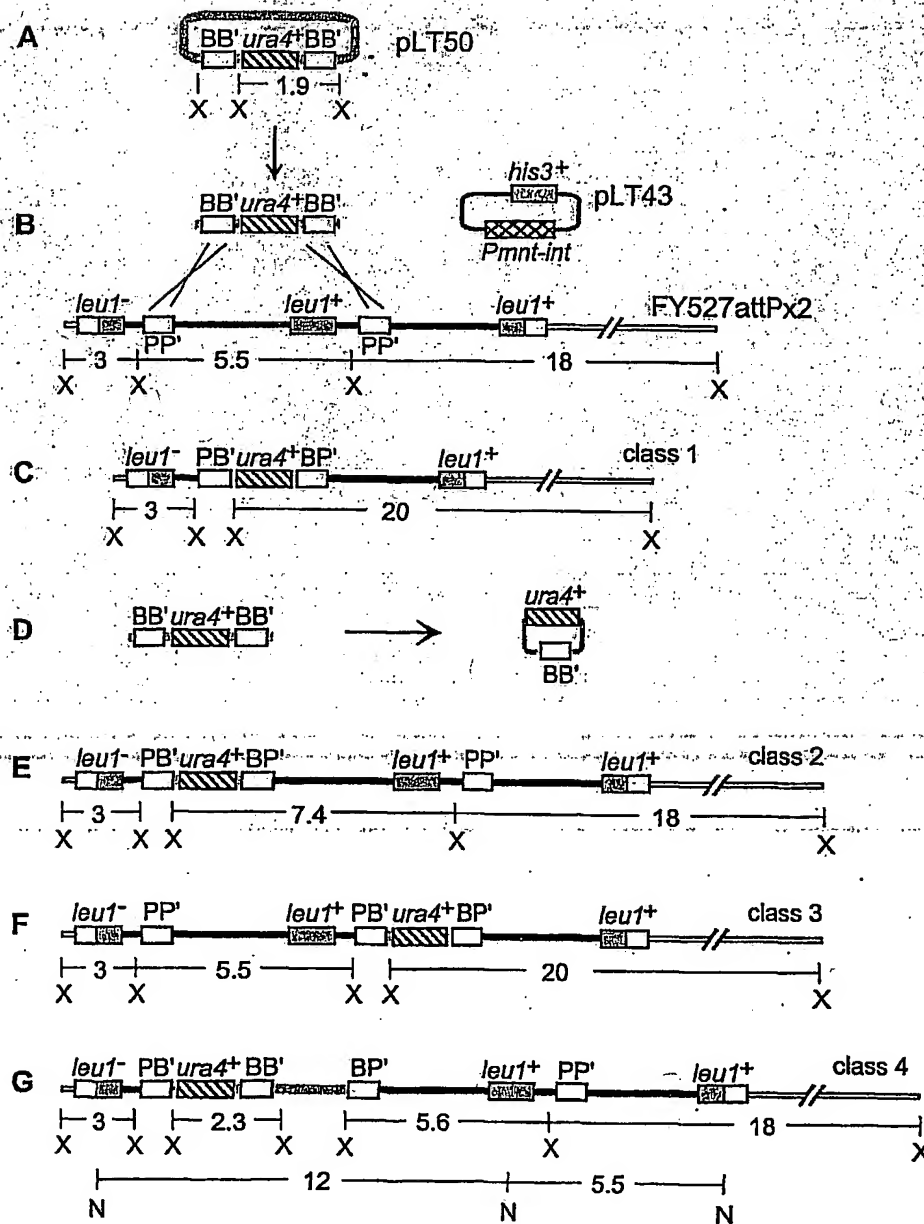 A
BB' ura4+ BB'
pLT50
1.9
X X X
B
BB' ura4+ BB'
his3+
pLT43
Pmnt-int
leu1- leu1+ leu1+ FY527attPx2
PP' PP'
3 5.5 18
X X X X
C
leu1- PB' ura4+ BP' leu1+ class 1
3 20
X X X X
D
BB' ura4+ BB'
ura4+
BB'
E
leu1- PB' ura4+ BP' leu1+ PP' leu1+ class 2
3 7.4 18
X X X X X
F
leu1- PP' leu1+ PB' ura4+ BP' leu1+ class 3
3 5.5 20
X X X X X
G
leu1- PB' ura4+ BB' BP' leu1+ PP' leu1+ class 4
3 2.3 5.6 18
X X X X X X X
12 5.5
N N N